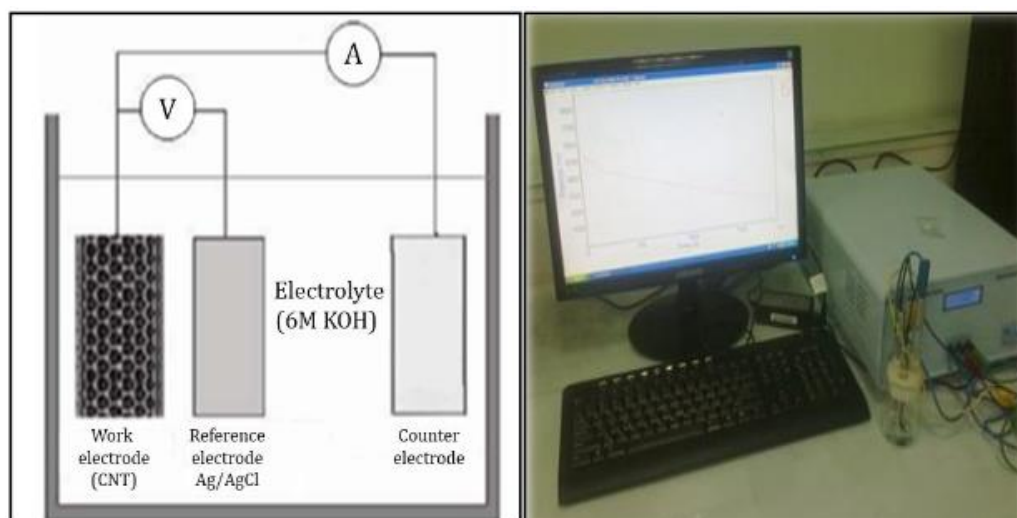 A
V
Electrolyte
(6M KOH)
Work
electrode
(CNT)
Reference
electrode
Ag/AgCl
Counter
electrode